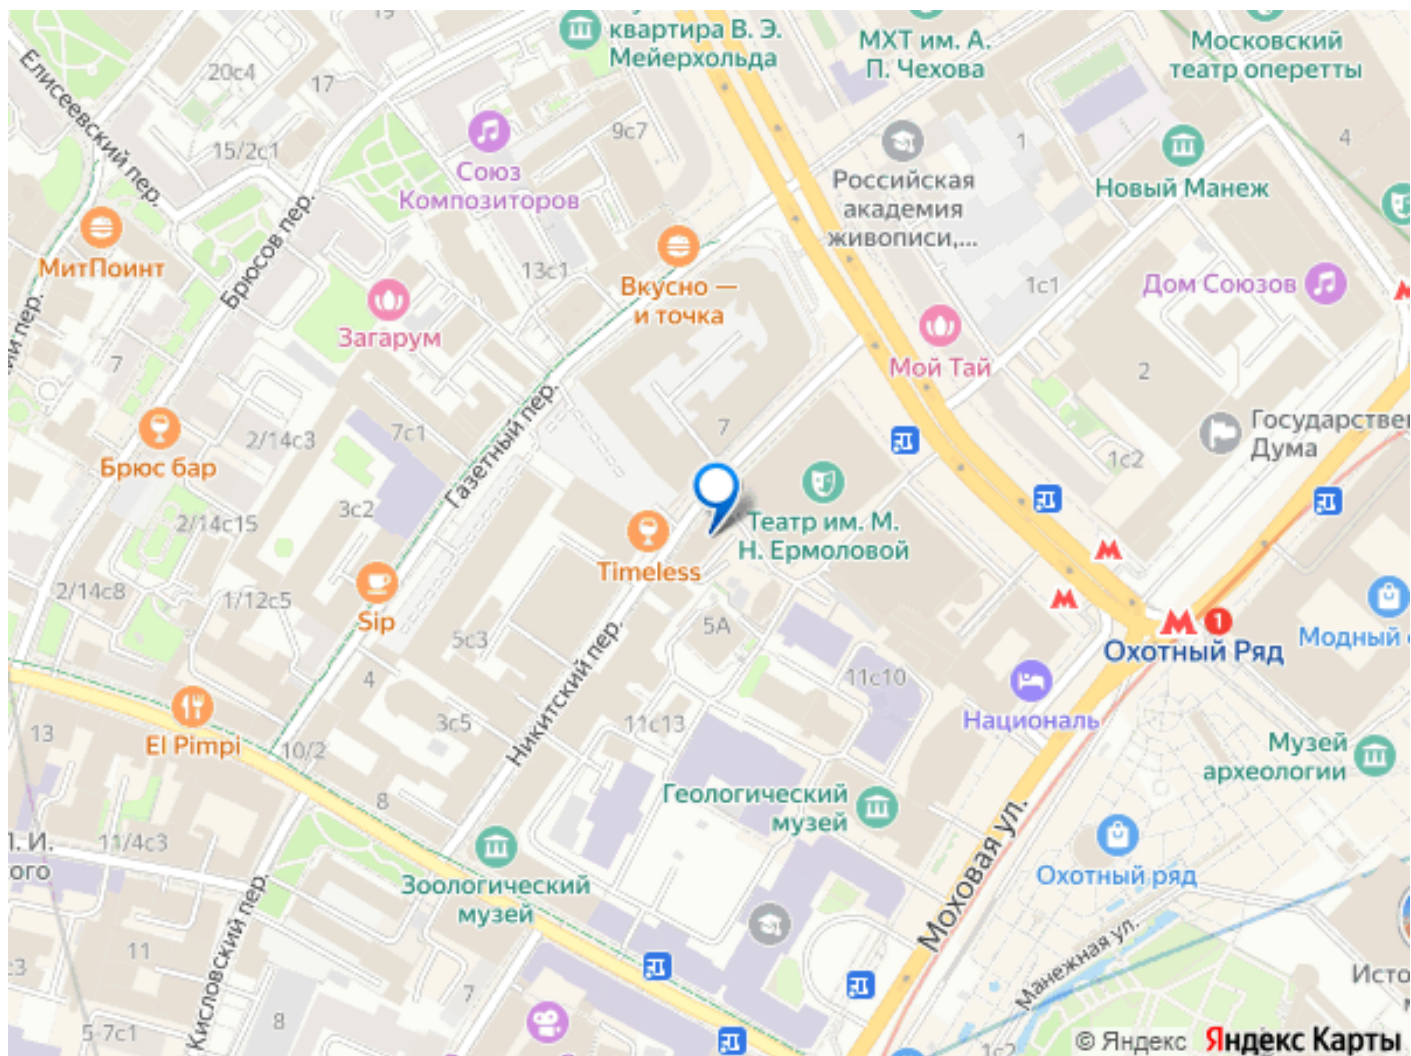 квартира В. Э.
Мейерхольда
МХТ им. А.
П. Чехова
Московский
театр оперетты
Елисеевский пер.
20с4
17
9с7
1
4
15/2с1
Союз
Композиторов
Российская
академия
живописи,...
Новый Манеж
МитПоинт
Брюсов пер.
13с1
Вкусно —
и точка
1с1
Дом Союзов
Загарум
Мой Тай
7
2
7с1
Газетный пер.
7
Государстве
Дума
Брюс бар
2/14с3
1с2
3с2
2/14с15
Театр им. М.
Н. Ермоловой
Timeless
2/14с8
1/12с5
Sip
5с3
5А
Никитский пер.
Охотный Ряд
1
Модный
4
11с10
Националь
El Pimpi
13
10/2
3с5
11с13
Музей
археологии
8
Геологический
музей
Моховая ул.
11/4с3
Зоологический
музей
Охотный ряд
Кисловский пер.
11
Манежная ул.
7
8
5-7с1
1с2
© Яндекс
Яндекс Карты